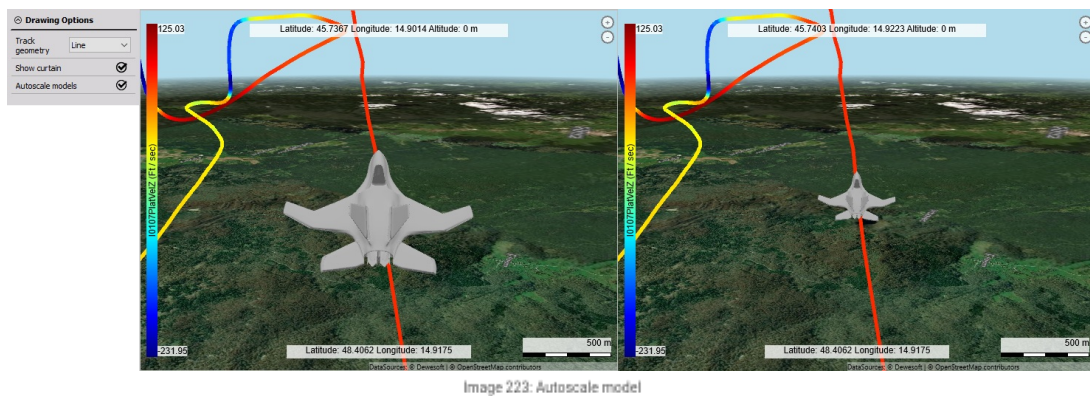 Drawing Options
Track geometry
Line
Show curtain
Autoscale models
125.03
Latitude: 45.7367 Longitude: 14.9014 Altitude: 0 m
+
-
I0107PlatVelZ (Ft / sec)
-231.95
Latitude: 48.4062 Longitude: 14.9175
500 m
DataSources: © Dewesoft | © OpenStreetMap contributors
125.03
Latitude: 45.7403 Longitude: 14.9223 Altitude: 0 m
+
-
I0107PlatVelZ (Ft / sec)
-231.95
Latitude: 48.4062 Longitude: 14.9175
500 m
DataSources: © Dewesoft | © OpenStreetMap contributors
Image 223: Autoscale model